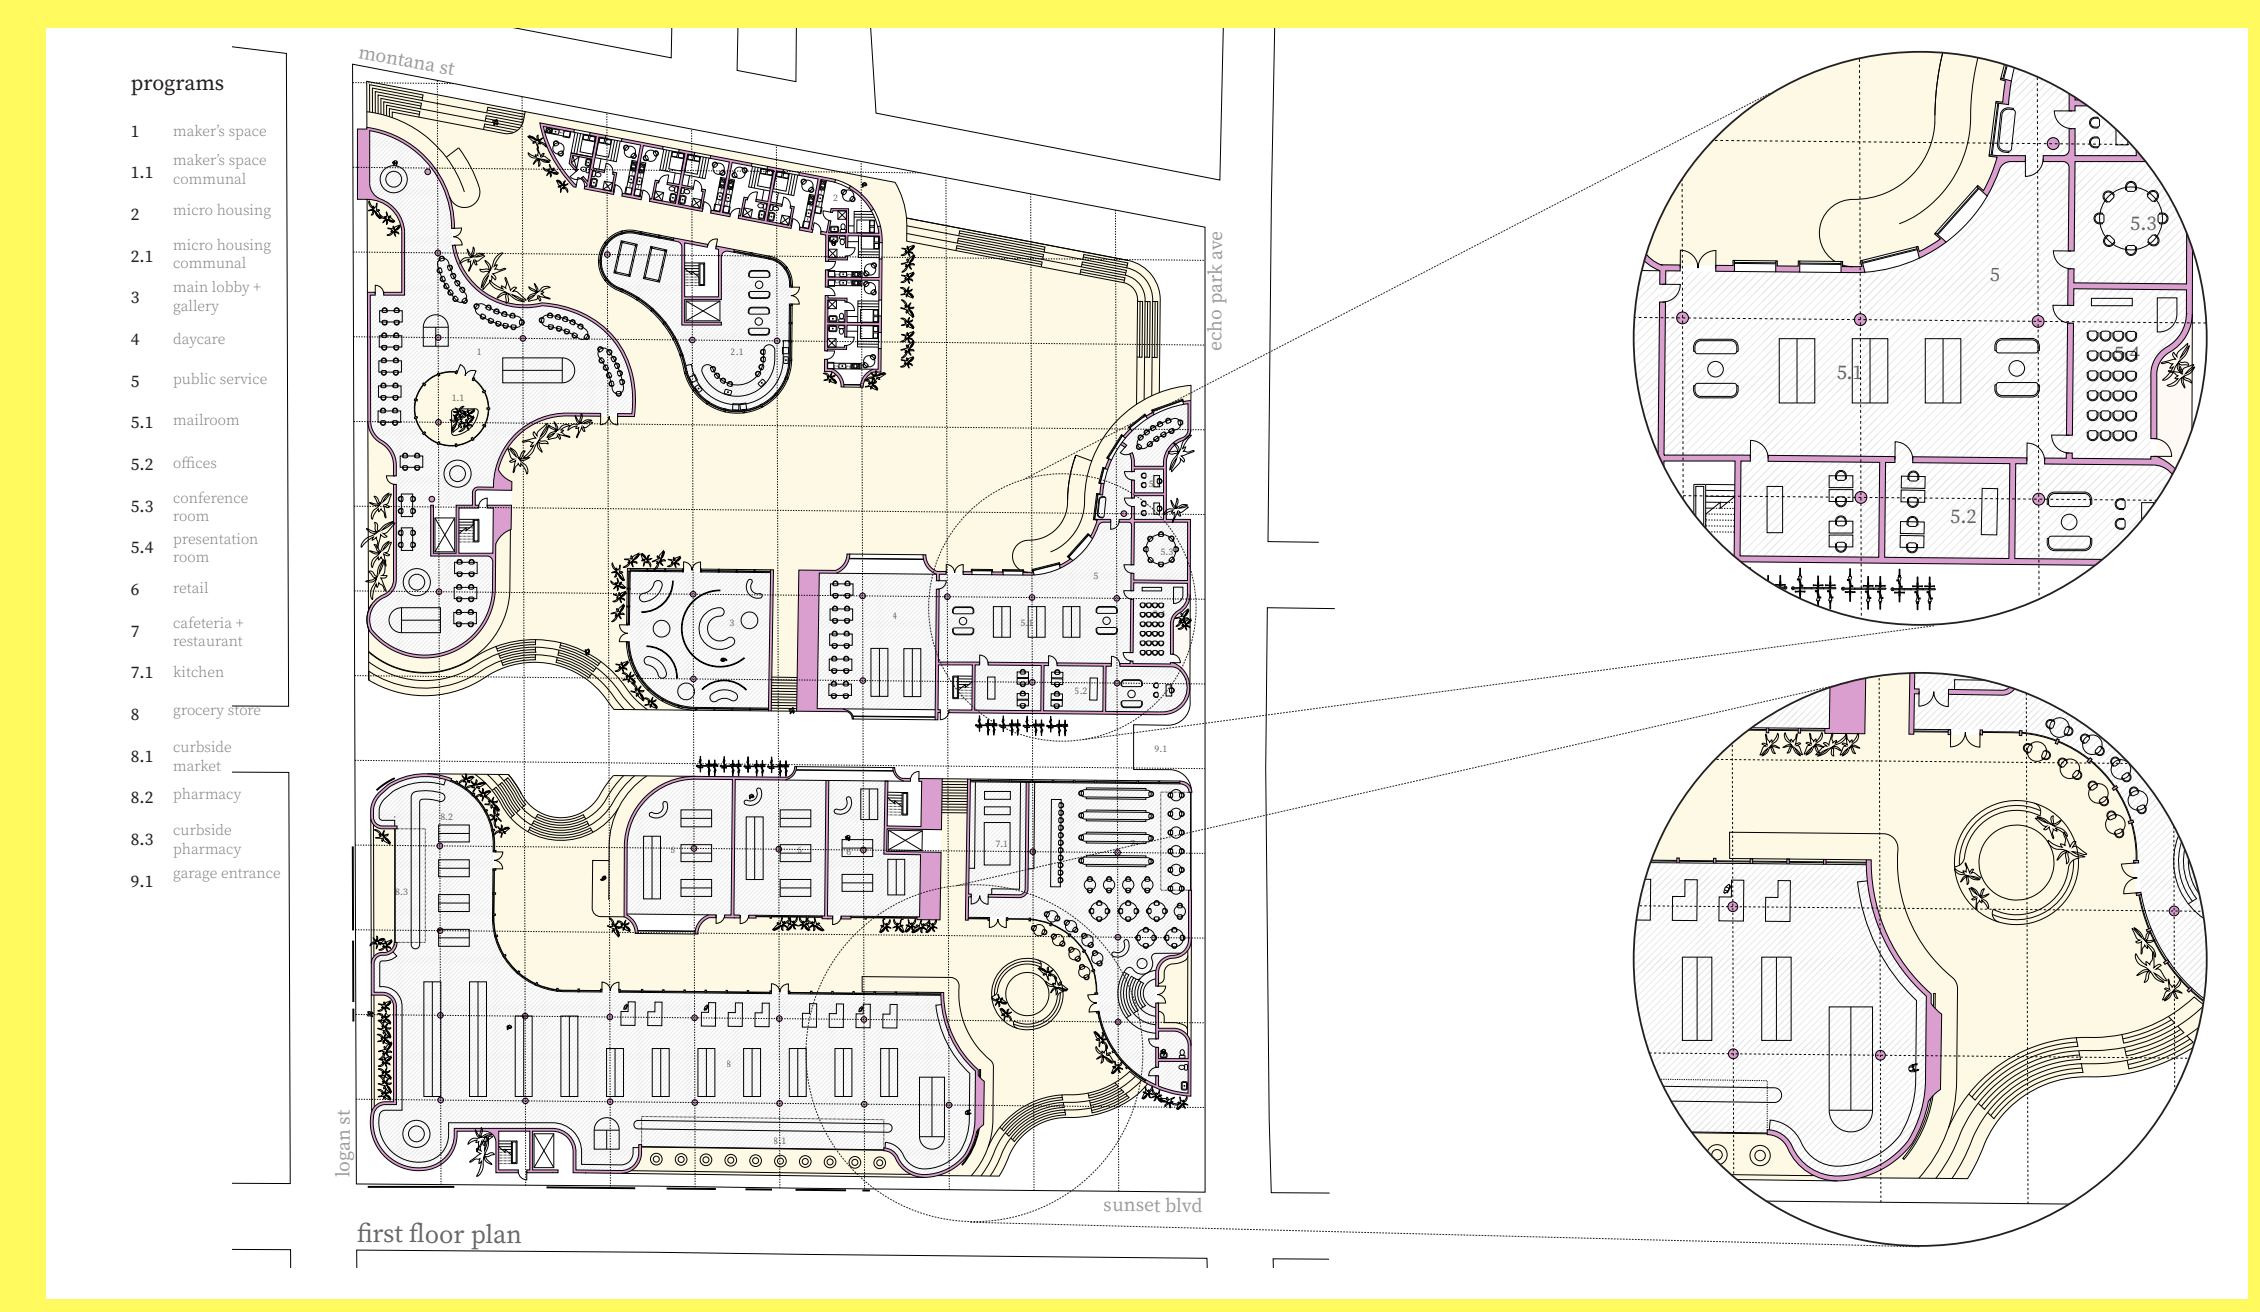 programs
1 maker's space
1.1 maker's space
communal
2 micro housing
2.1 micro housing
communal
3 main lobby +
gallery
4 daycare
5 public service
5.1 mailroom
5.2 offices
5.3 conference
room
5.4 presentation
room
6 retail
7 cafeteria +
restaurant
7.1 kitchen
8 grocery store
8.1 curbside
market
8.2 pharmacy
8.3 curbside
pharmacy
9.1 garage entrance
montana st
echo park ave
logan st
sunset blvd
first floor plan
2
1
2.1
1.1
5.3
5
4
3
5.1
5.2
9.1
8.2
7.1
8.3
8
8.1
5.3
5
5.4
5.1
5.2